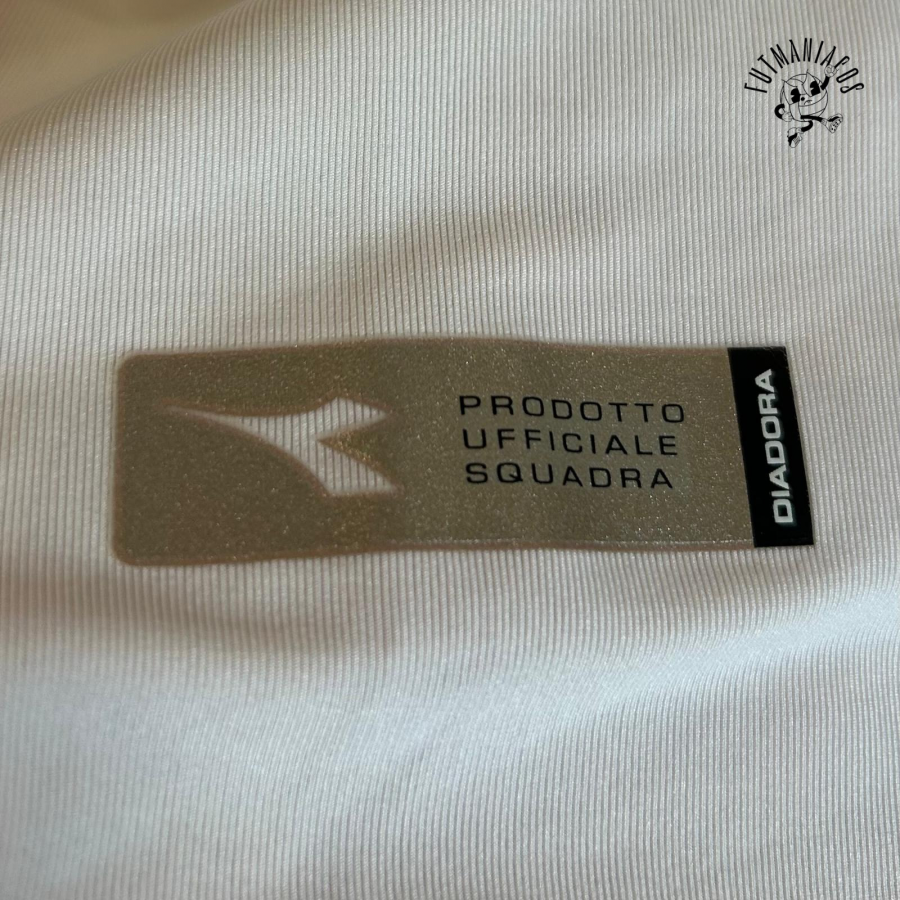 FUTMANIACOS
PRODOTTO
UFFICIALE
SQUADRA
DIADORA